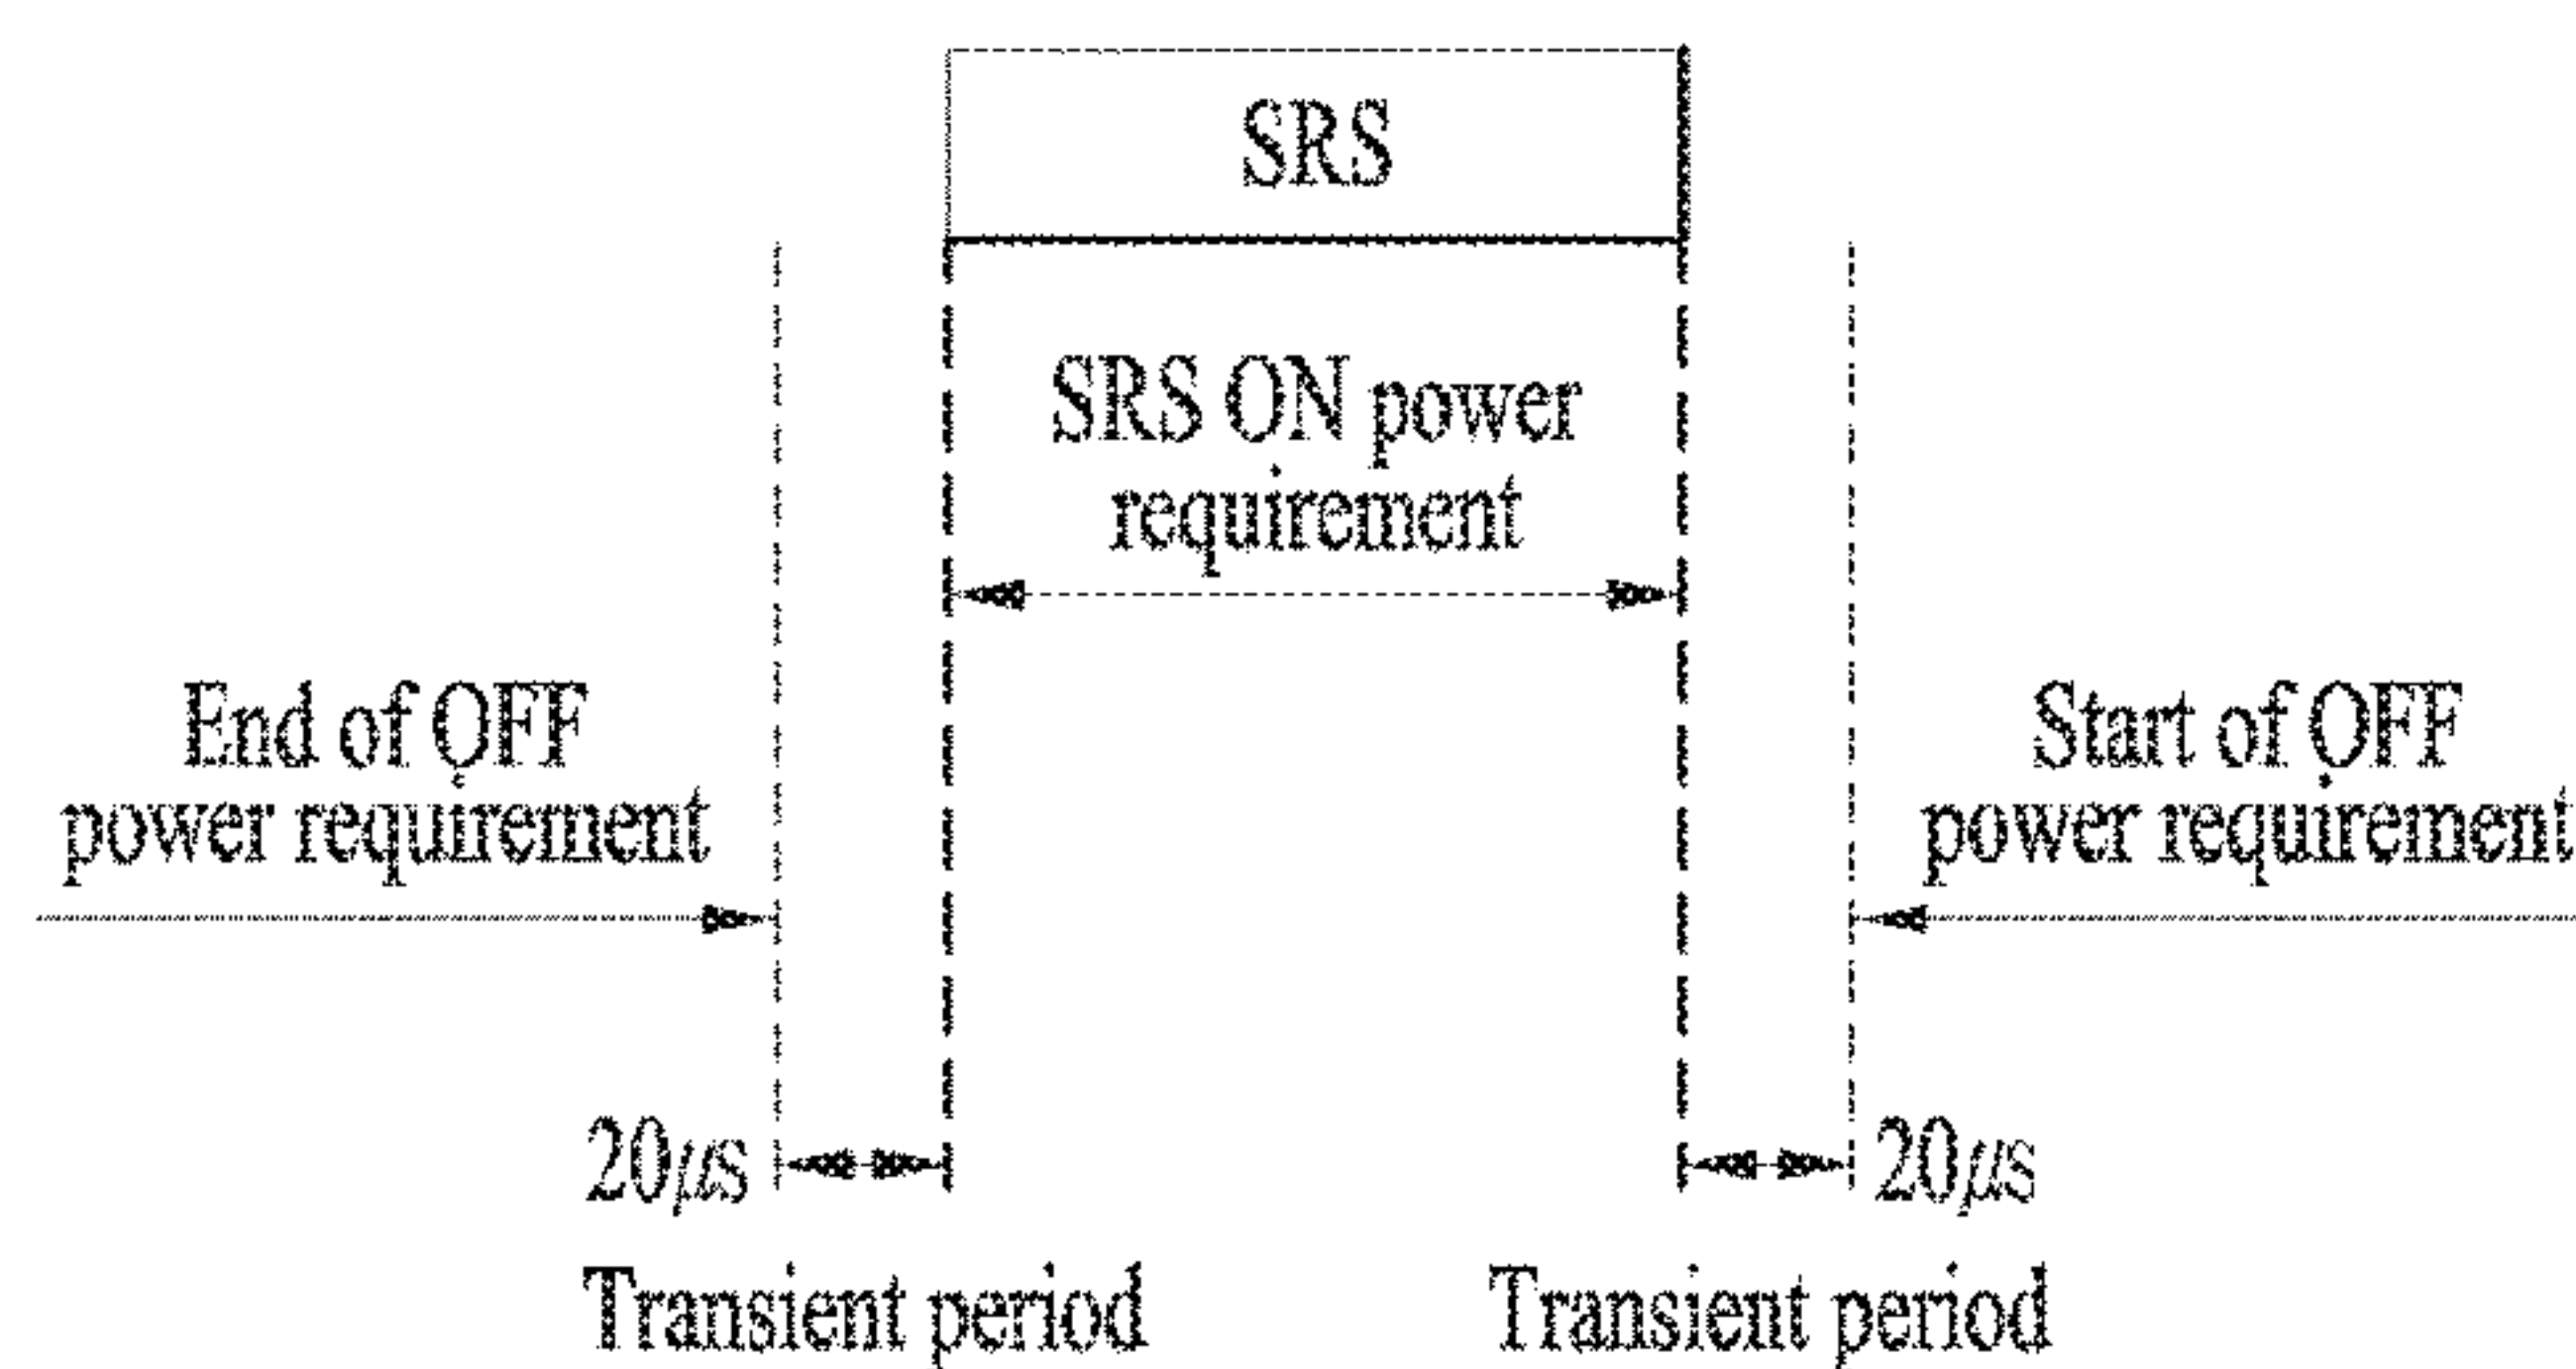 SRS
SRS ON power
requirement
End of OFF
power requirement
Start of OFF
power requirement
20μs
20μs
Transient period
Transient period